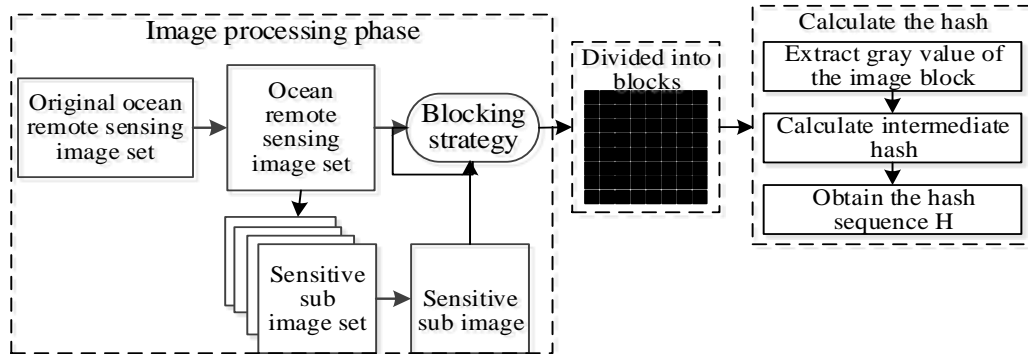 Image processing phase
Original ocean
remote sensing
image set
Ocean
remote
sensing
image set
Blocking
strategy
Sensitive
sub
image set
Sensitive
sub image
Divided into
blocks
Calculate the hash
Extract gray value of
the image block
Calculate intermediate
hash
Obtain the hash
sequence H